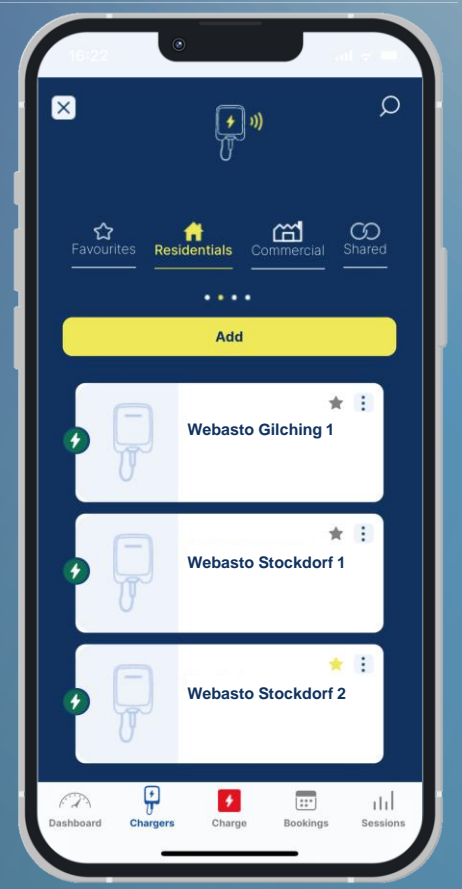 16:22
Favourites
Residentials
Commercial
Shared
Add
Webasto Gilching 1
Webasto Stockdorf 1
Webasto Stockdorf 2
Dashboard
Chargers
Charge
Bookings
Sessions